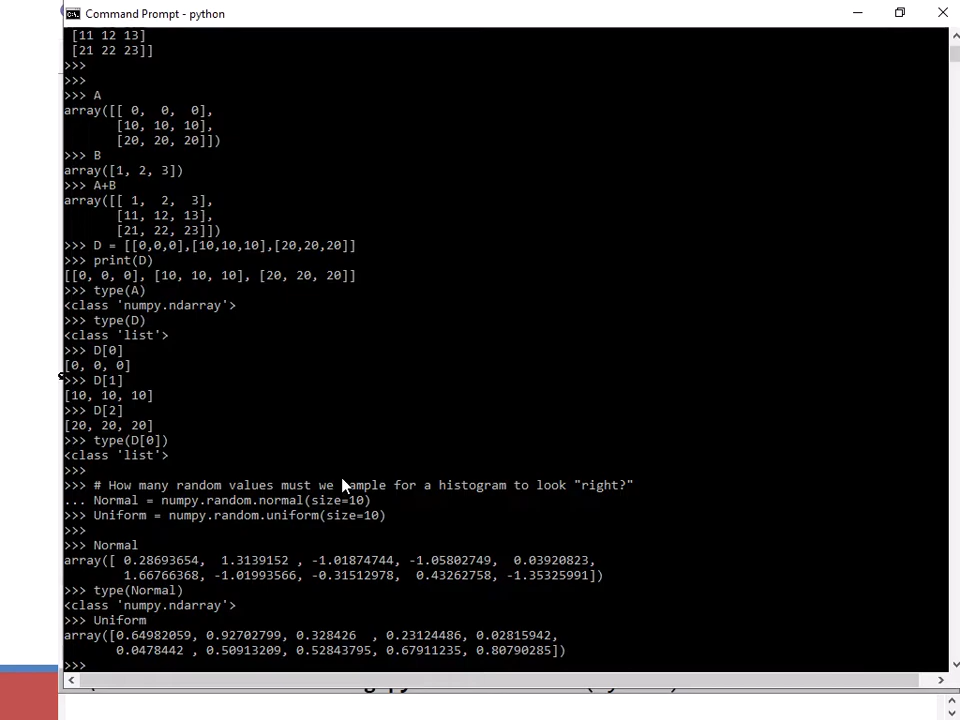 Command Prompt - python
[11 12 13]
[21 22 23]]
>>>
>>>
>>> A
array([[ 0,  0,  0],
[10, 10, 10],
[20, 20, 20]])
>>> B
array([1, 2, 3])
>>> A+B
array([[ 1,  2,  3],
[11, 12, 13],
[21, 22, 23]])
>>> D = [[0,0,0],[10,10,10],[20,20,20]]
>>> print(D)
[[0, 0, 0], [10, 10, 10], [20, 20, 20]]
>>> type(A)
<class 'numpy.ndarray'>
>>> type(D)
<class 'list'>
>>> D[0]
[0, 0, 0]
>>> D[1]
[10, 10, 10]
>>> D[2]
[20, 20, 20]
>>> type(D[0])
<class 'list'>
>>>
>>> # How many random values must we sample for a histogram to look "right?"
... Normal = numpy.random.normal(size=10)
>>> Uniform = numpy.random.uniform(size=10)
>>>
>>> Normal
array([ 0.28693654,  1.3139152 , -1.01874744, -1.05802749,  0.03920823,
1.66766368, -1.01993566, -0.31512978,  0.43262758, -1.35325991])
>>> type(Normal)
<class 'numpy.ndarray'>
>>> Uniform
array([0.64982059, 0.92702799, 0.328426  , 0.23124486, 0.02815942,
0.0478442 , 0.50913209, 0.52843795, 0.67911235, 0.80790285])
>>>